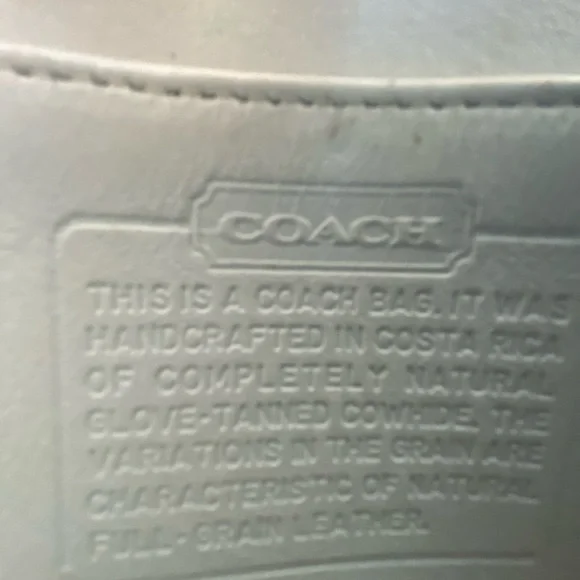 COACH
THIS IS A COACH BAG. IT WAS
HANDCRAFTED IN COSTA RICA
OF COMPLETELY NATURAL
GLOVE-TANNED COWHIDE. THE
VARIATIONS IN THE GRAIN ARE
CHARACTERISTIC OF NATURAL
FULL-GRAIN LEATHER.